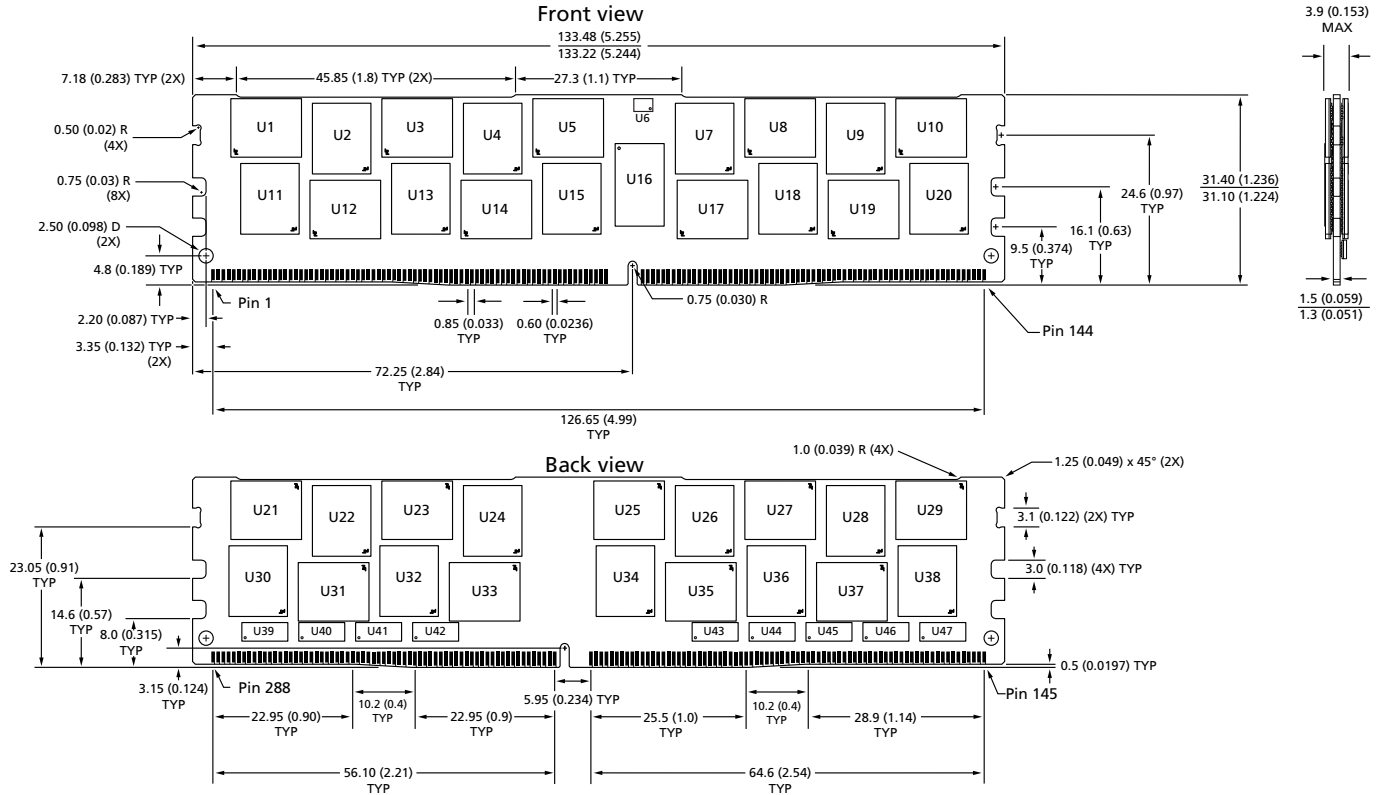 Front view
133.48 (5.255)
133.22 (5.244)
3.9 (0.153)
MAX
7.18 (0.283) TYP (2X)
45.85 (1.8) TYP (2X)
27.3 (1.1) TYP
0.50 (0.02) R
(4X)
0.75 (0.03) R
(8X)
2.50 (0.098) D
(2X)
4.8 (0.189) TYP
2.20 (0.087) TYP
3.35 (0.132) TYP
(2X)
U1
U2
U3
U4
U5
U6
U7
U8
U9
U10
U11
U12
U13
U14
U15
U16
U17
U18
U19
U20
24.6 (0.97)
TYP
16.1 (0.63)
TYP
9.5 (0.374)
TYP
31.40 (1.236)
31.10 (1.224)
1.5 (0.059)
1.3 (0.051)
Pin 1
0.85 (0.033)
TYP
0.60 (0.0236)
TYP
0.75 (0.030) R
Pin 144
72.25 (2.84)
TYP
126.65 (4.99)
TYP
Back view
1.0 (0.039) R (4X)
1.25 (0.049) x 45° (2X)
U21
U22
U23
U24
U25
U26
U27
U28
U29
U30
U31
U32
U33
U34
U35
U36
U37
U38
U39
U40
U41
U42
U43
U44
U45
U46
U47
3.1 (0.122) (2X) TYP
3.0 (0.118) (4X) TYP
0.5 (0.0197) TYP
23.05 (0.91)
TYP
14.6 (0.57)
TYP
8.0 (0.315)
TYP
3.15 (0.124)
TYP
Pin 288
5.95 (0.234) TYP
Pin 145
22.95 (0.90)
TYP
10.2 (0.4)
TYP
22.95 (0.9)
TYP
25.5 (1.0)
TYP
10.2 (0.4)
TYP
28.9 (1.14)
TYP
56.10 (2.21)
TYP
64.6 (2.54)
TYP